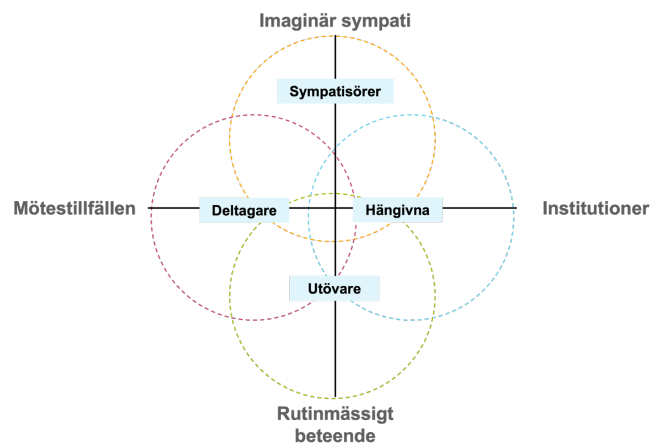 Imaginär sympati
Sympatisörer
Mötestillfällen
Deltagare
Hängivna
Institutioner
Utövare
Rutinmässigt
beteende